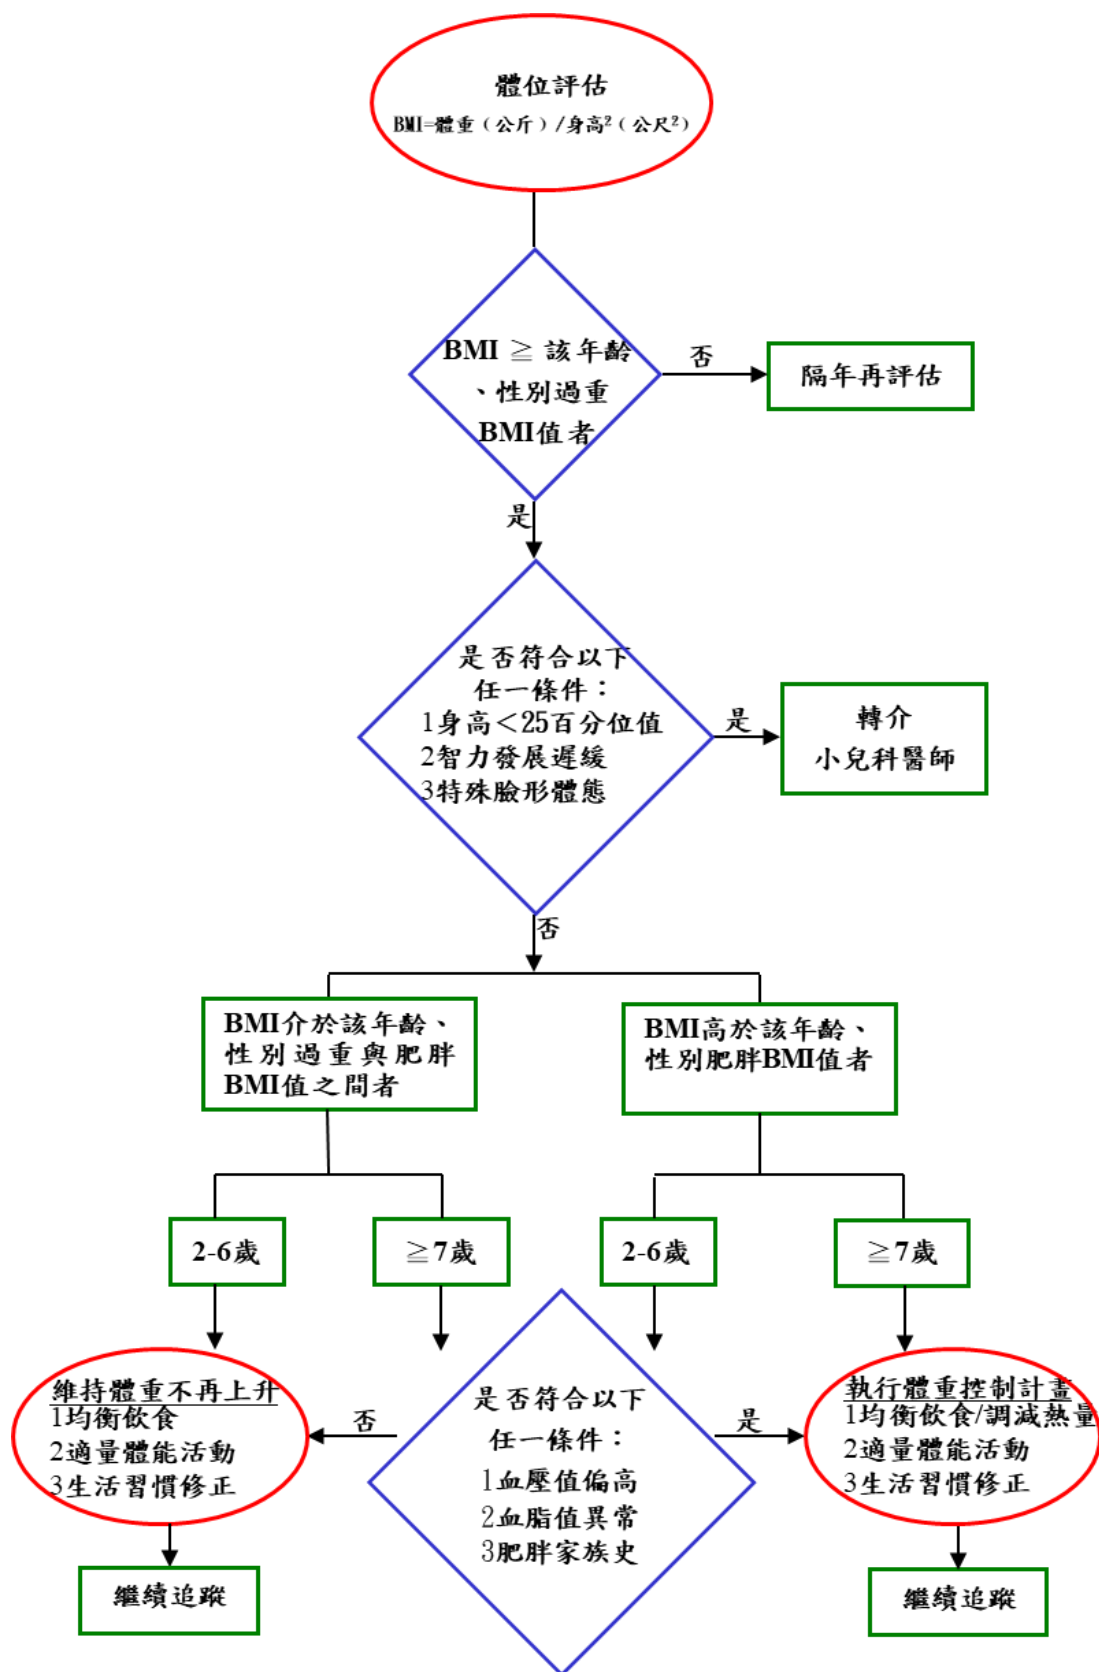 體位評估
BMI=體重（公斤）/身高²（公尺²）
BMI ≧ 該年齡
、性別過重
BMI值者
否
隔年再評估
是
是否符合以下
任一條件：
1身高＜25百分位值
2智力發展遲緩
3特殊臉形體態
是
轉介
小兒科醫師
否
BMI介於該年齡、
性別過重與肥胖
BMI值之間者
BMI高於該年齡、
性別肥胖BMI值者
2-6歲
≧7歲
2-6歲
≧7歲
維持體重不再上升
1均衡飲食
2適量體能活動
3生活習慣修正
否
是否符合以下
任一條件：
1血壓值偏高
2血脂值異常
3肥胖家族史
是
執行體重控制計畫
1均衡飲食/調減熱量
2適量體能活動
3生活習慣修正
繼續追蹤
繼續追蹤